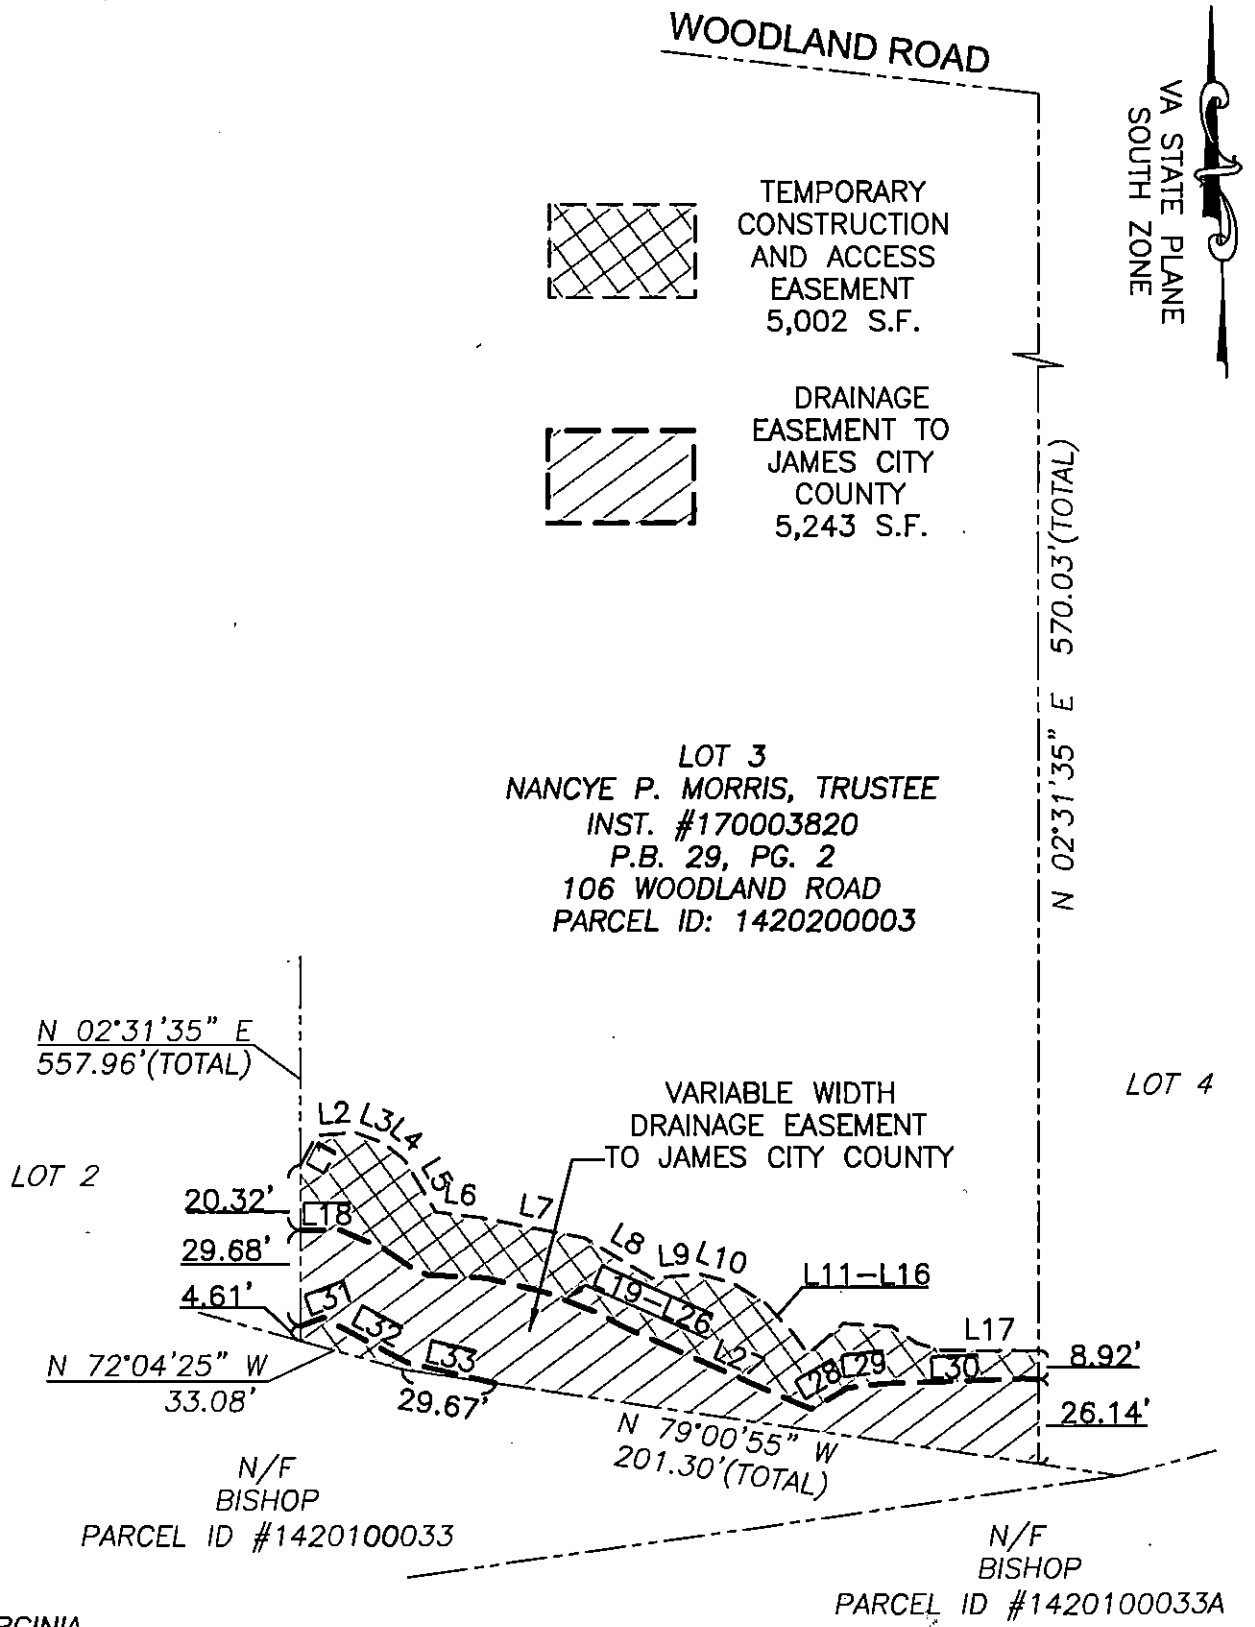 WOODLAND ROAD
VA STATE PLANE
SOUTH ZONE
TEMPORARY
CONSTRUCTION
AND ACCESS
EASEMENT
5,002 S.F.
DRAINAGE
EASEMENT TO
JAMES CITY
COUNTY
5,243 S.F.
N 02°31'35" E 570.03'(TOTAL)
LOT 3
NANCYE P. MORRIS, TRUSTEE
INST. #170003820
P.B. 29, PG. 2
106 WOODLAND ROAD
PARCEL ID: 1420200003
N 02°31'35" E
557.96'(TOTAL)
LOT 4
VARIABLE WIDTH
DRAINAGE EASEMENT
TO JAMES CITY COUNTY
LOT 2
L2
L3
L4
L5
L6
L7
L8
L9
L10
L11-L16
L17
20.32'
L18
29.68'
4.61'
L31
L32
L33
L19-L26
L28
L29
L30
8.92'
26.14'
N 72°04'25" W
33.08'
29.67'
N 79°00'55" W
201.30'(TOTAL)
N/F
BISHOP
PARCEL ID #1420100033
N/F
BISHOP
PARCEL ID #1420100033A